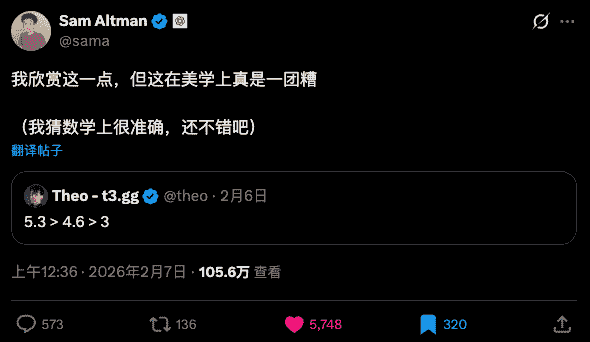 Sam Altman
@sama
我欣赏这一点，但这在美学上真是一团糟
（我猜数学上很准确，还不错吧）
翻译帖子
Theo - t3.gg @theo · 2月6日
5.3 > 4.6 > 3
上午12:36 · 2026年2月7日 · 105.6万 查看
573 136 5,748 320